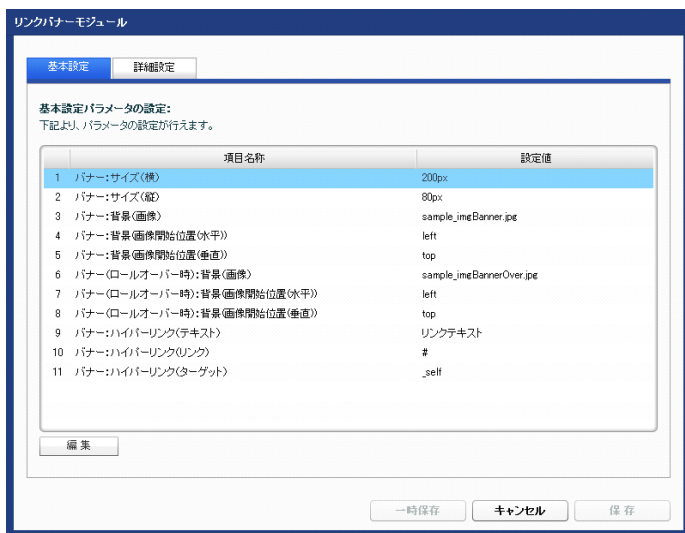 リンクバナーモジュール
基本設定 詳細設定
基本設定パラメータの設定:
下記より、パラメータの設定が行えます。
項目名称 設定値
1 バナー:サイズ(横) 200px
2 バナー:サイズ(縦) 80px
3 バナー:背景(画像) sample_imgBanner.jpg
4 バナー:背景(画像開始位置(水平)) left
5 バナー:背景(画像開始位置(垂直)) top
6 バナー(ロールオーバー時):背景(画像) sample_imgBannerOver.jpg
7 バナー(ロールオーバー時):背景(画像開始位置(水平)) left
8 バナー(ロールオーバー時):背景(画像開始位置(垂直)) top
9 バナー:ハイパーリンク(テキスト) リンクテキスト
10 バナー:ハイパーリンク(リンク) #
11 バナー:ハイパーリンク(ターゲット) _self
編集
一時保存 キャンセル 保存